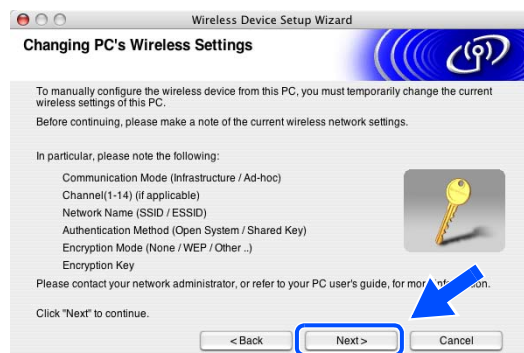 Wireless Device Setup Wizard
Changing PC's Wireless Settings
To manually configure the wireless device from this PC, you must temporarily change the current
wireless settings of this PC.
Before continuing, please make a note of the current wireless network settings.
In particular, please note the following:
Communication Mode (Infrastructure / Ad-hoc)
Channel(1-14) (if applicable)
Network Name (SSID / ESSID)
Authentication Method (Open System / Shared Key)
Encryption Mode (None / WEP / Other ..)
Encryption Key
Please contact your network administrator, or refer to your PC user's guide, for more information.
Click "Next" to continue.
< Back
Next >
Cancel